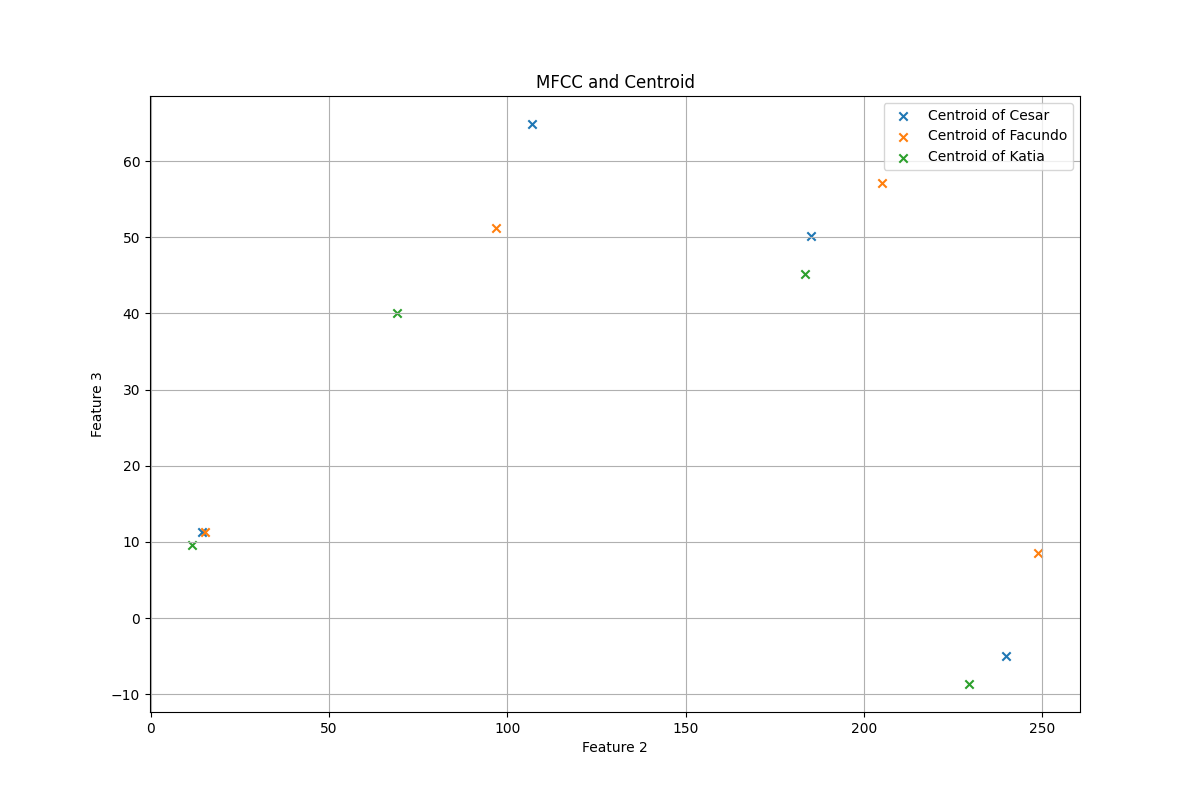 MFCC and Centroid
Centroid of Cesar
Centroid of Facundo
Centroid of Katia
60
50
40
30
20
10
0
−10
Feature 3
0 50 100 150 200 250
Feature 2